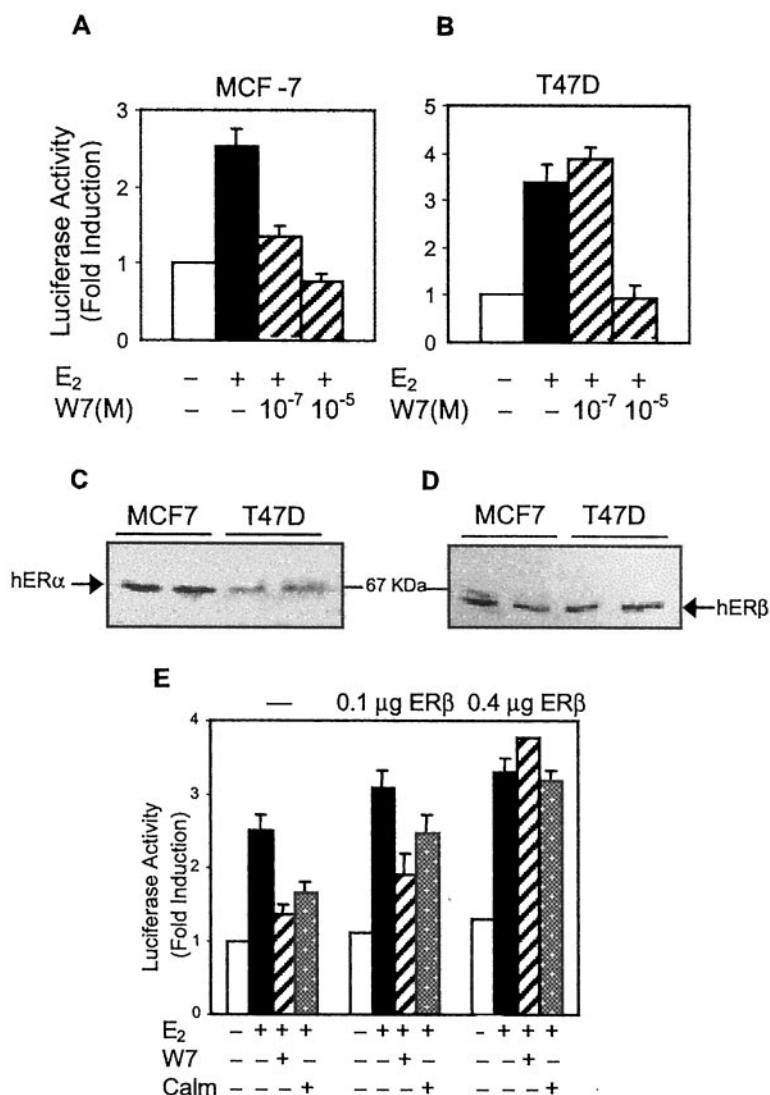 A
B
MCF -7
T47D
Luciferase Activity
(Fold Induction)
3
2
1
0
5
4
3
2
1
0
E2 – + + +
W7(M) – – 10-7 10-5
E2 – + + +
W7(M) – – 10-7 10-5
C
D
MCF7 T47D
MCF7 T47D
hERα
67 KDa
hERβ
E
— 0.1 µg ERβ 0.4 µg ERβ
Luciferase Activity
(Fold Induction)
4
3
2
1
0
E2 – + + + – + + + – + + +
W7 – – + – – – + – – – + –
Calm – – – + – – – + – – – +